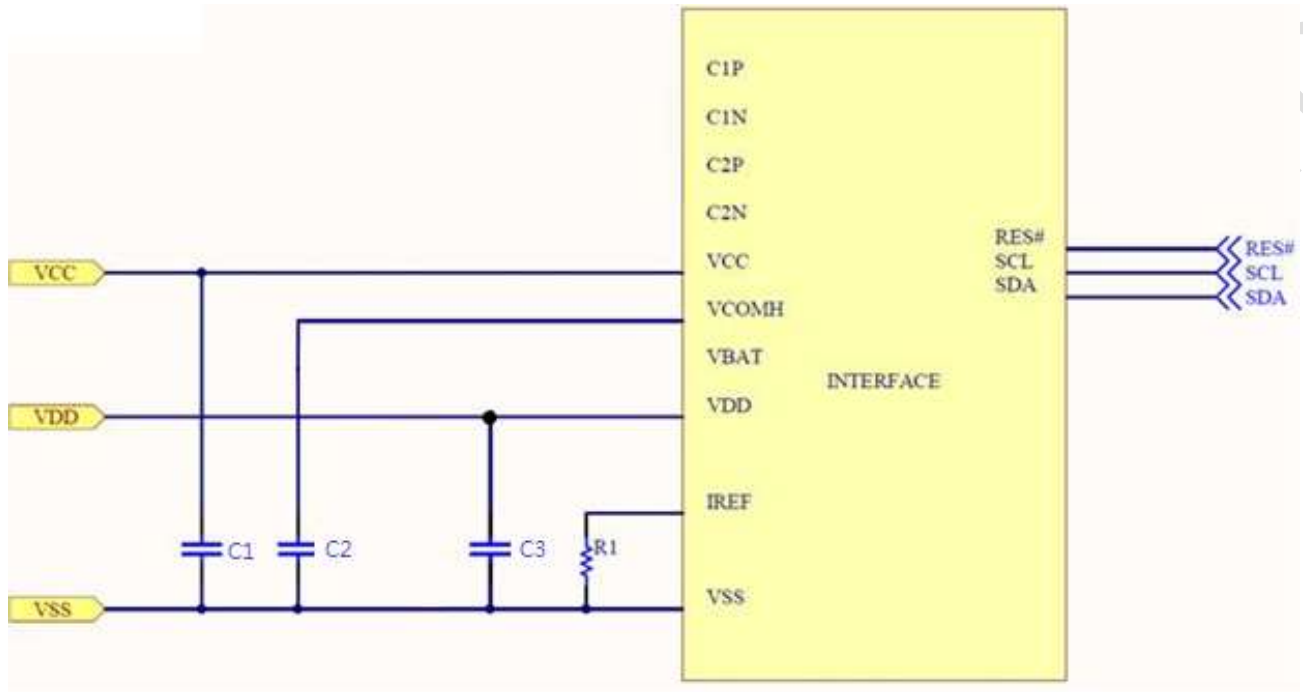 C1P
C1N
C2P
C2N
VCC
VCOMH
VBAT
VDD
IREF
VSS
INTERFACE
RES#
SCL
SDA
RES#
SCL
SDA
VCC
VDD
VSS
C1
C2
C3
R1